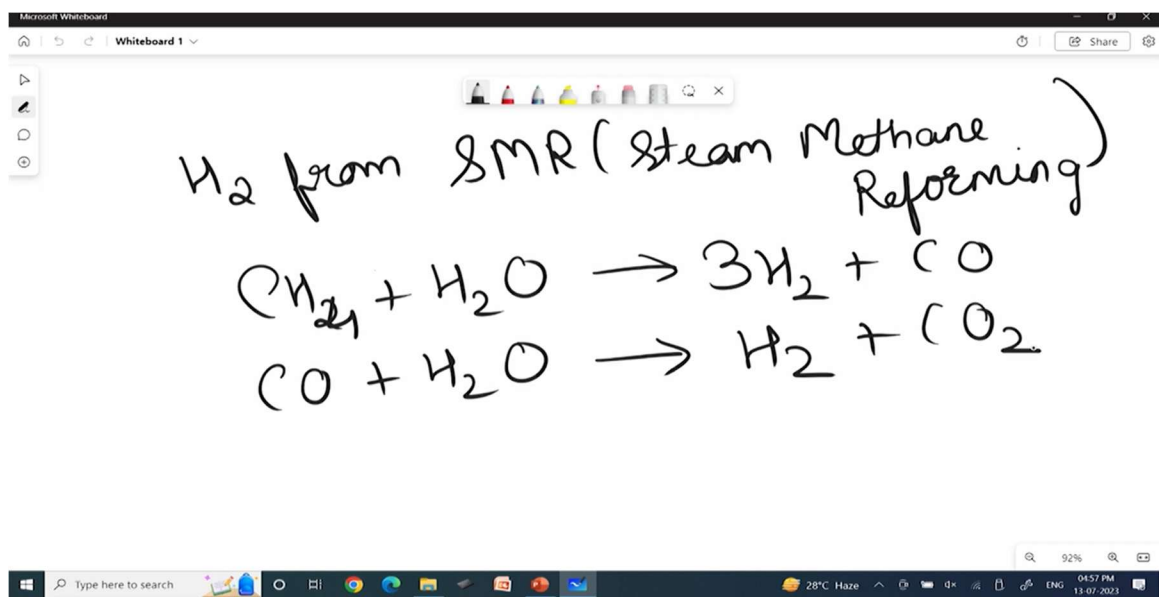 Microsoft Whiteboard
Whiteboard 1
Share
H₂ from SMR (Steam Methane Reforming)
CH₄ + H₂O → 3H₂ + CO
CO + H₂O → H₂ + CO₂
92%
Type here to search
28°C Haze
ENG
04:57 PM
13-07-2023